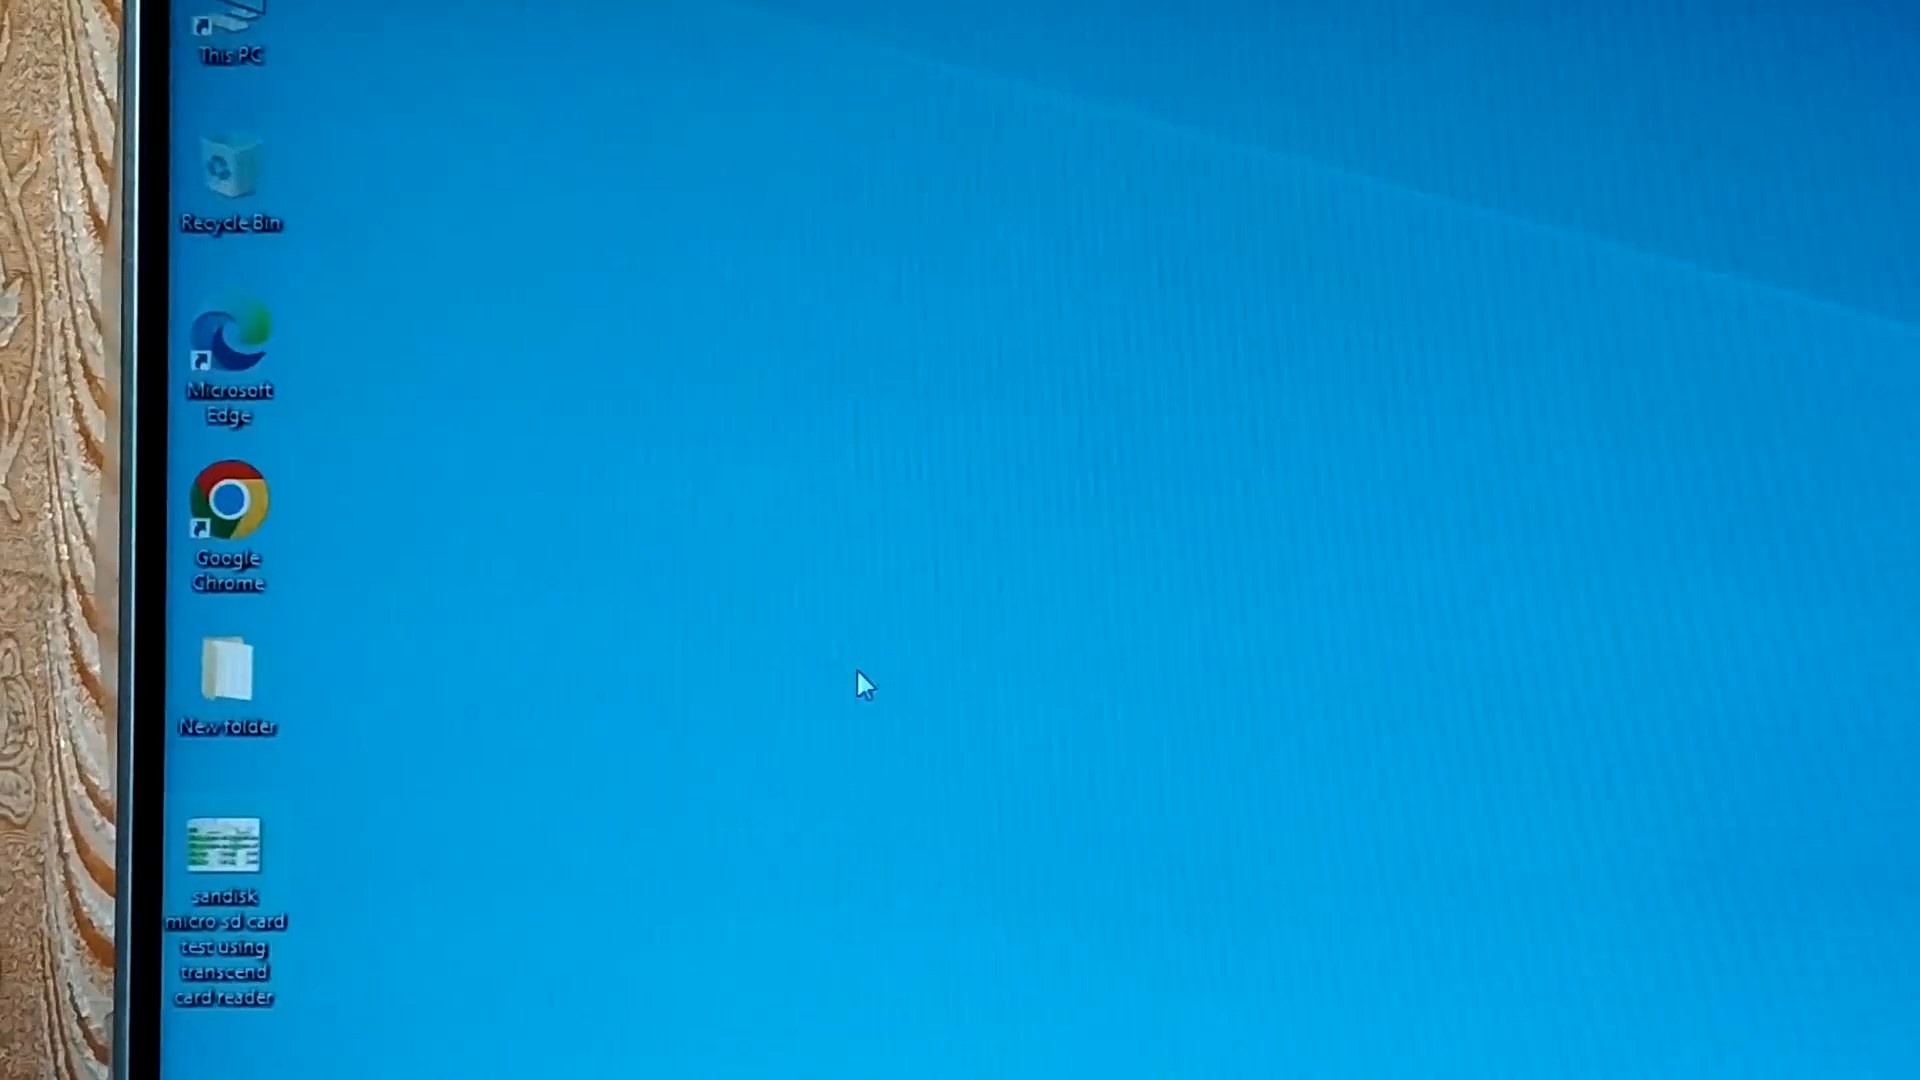 This PC
Recycle Bin
Microsoft
Edge
Google
Chrome
New folder
sandisk
micro sd card
test using
transcend
card reader